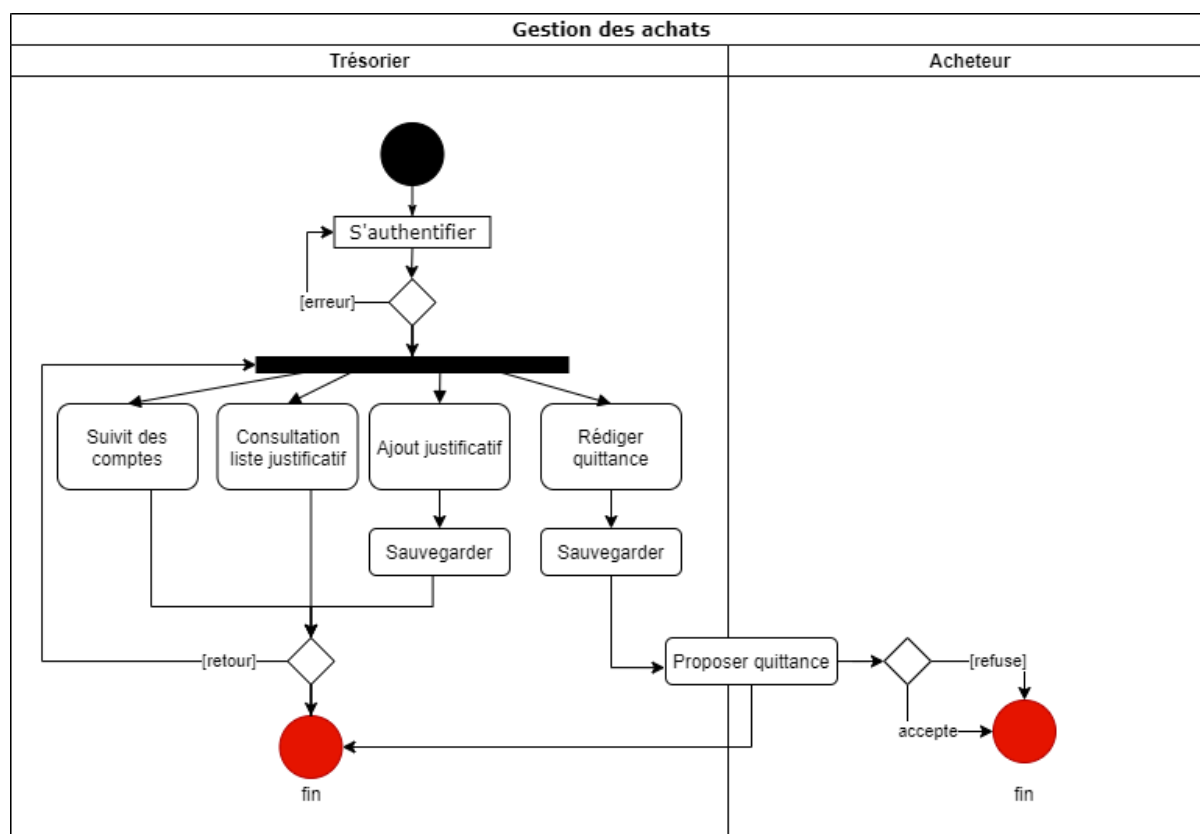 Gestion des achats
Trésorier
Acheteur
S'authentifier
[erreur]
Suivit des
comptes
Consultation
liste justificatif
Ajout justificatif
Rédiger
quittance
Sauvegarder
Sauvegarder
[retour]
Proposer quittance
[refuse]
accepte
fin
fin